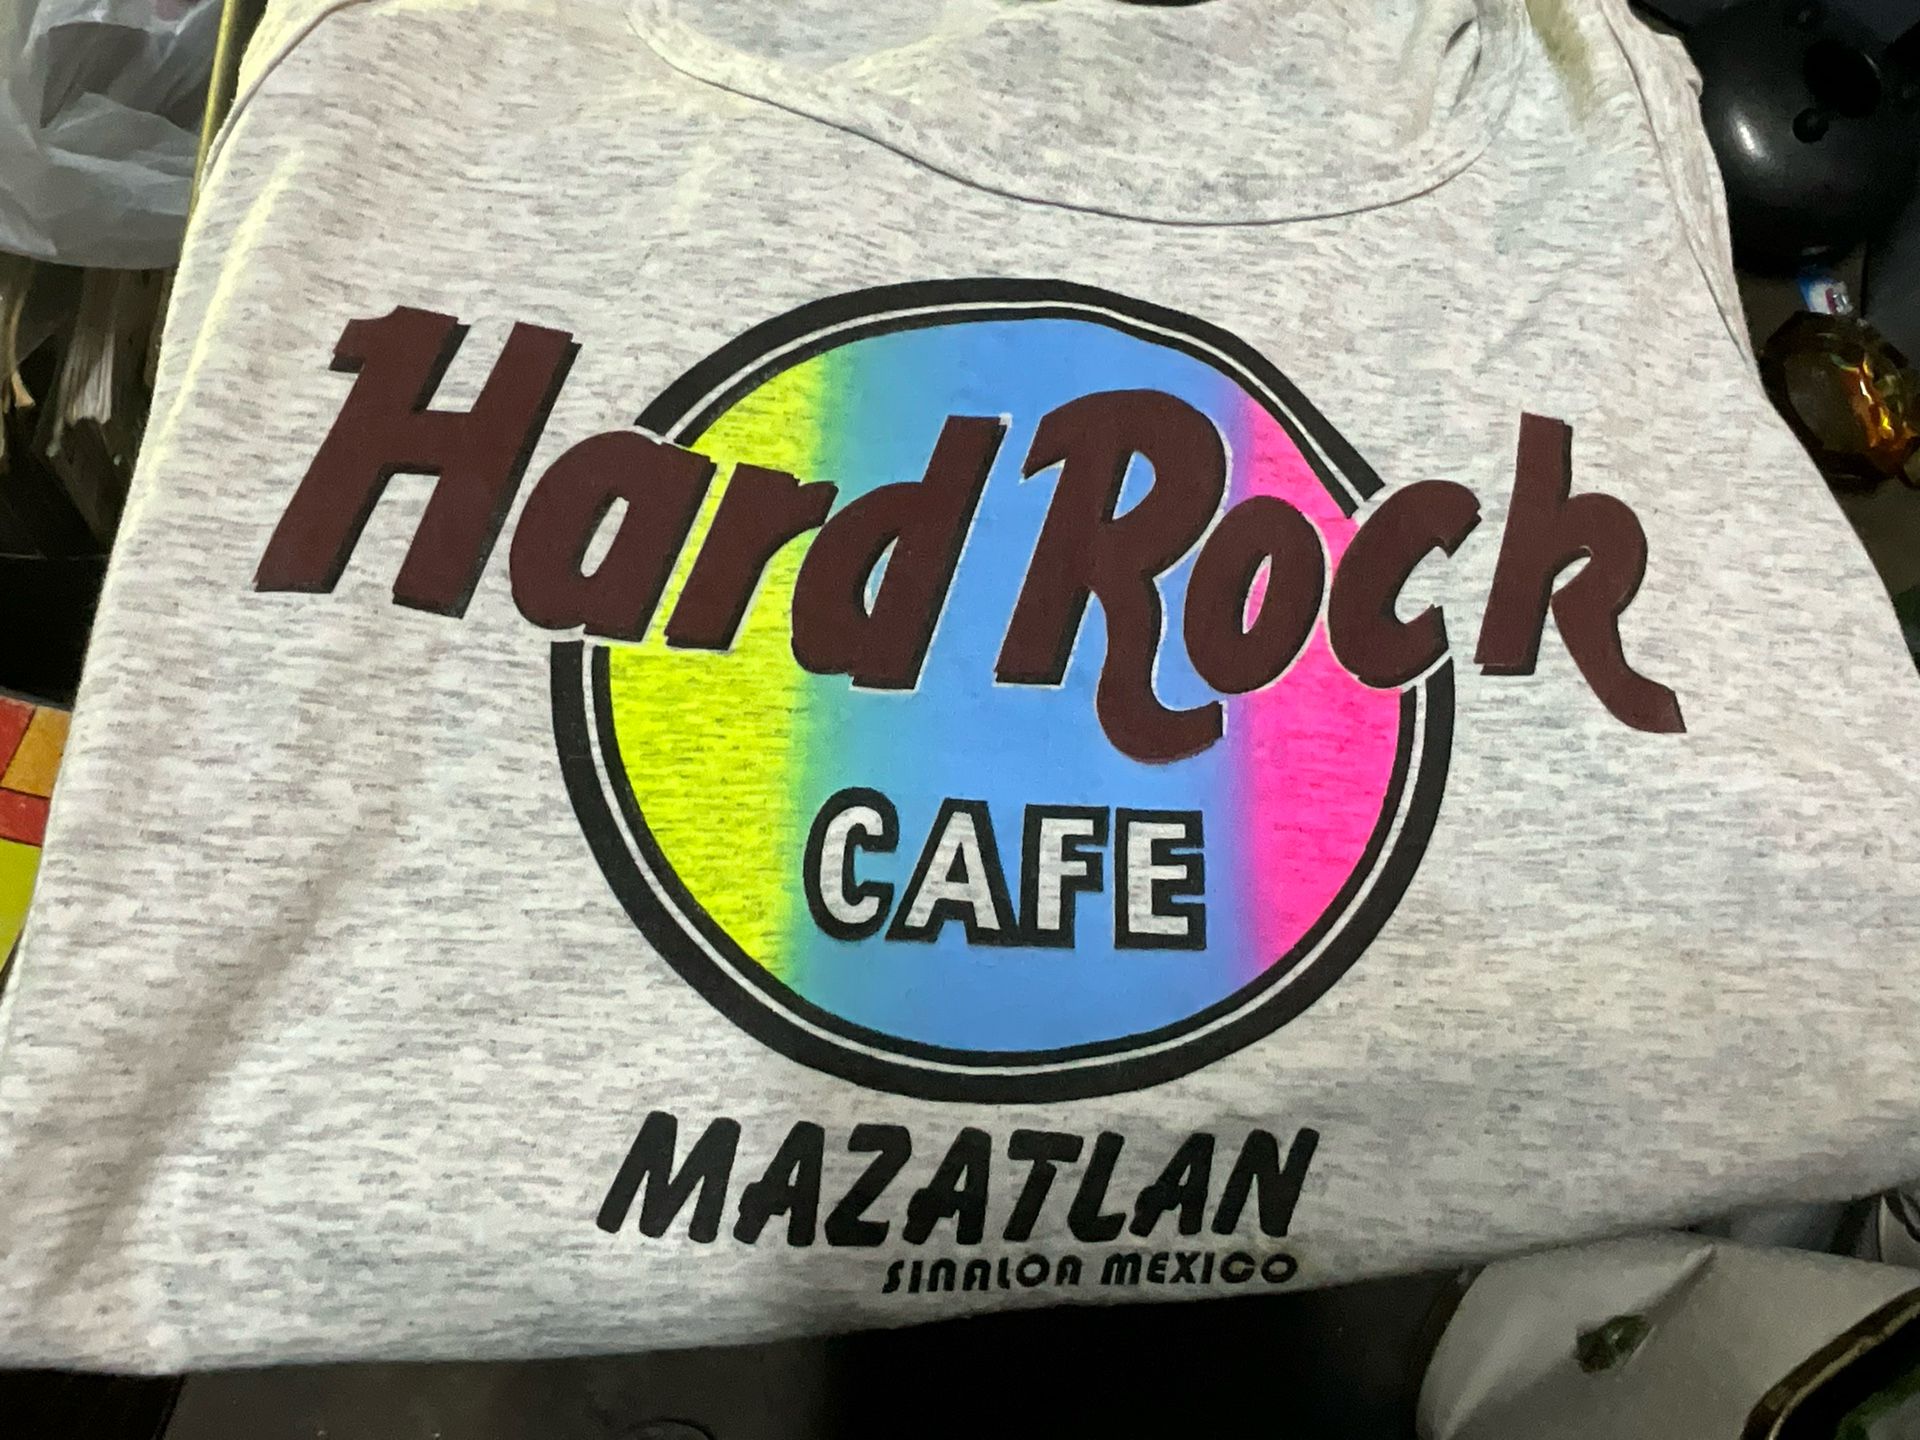 Hard Rock
CAFE
MAZATLAN
SINALOA MEXICO